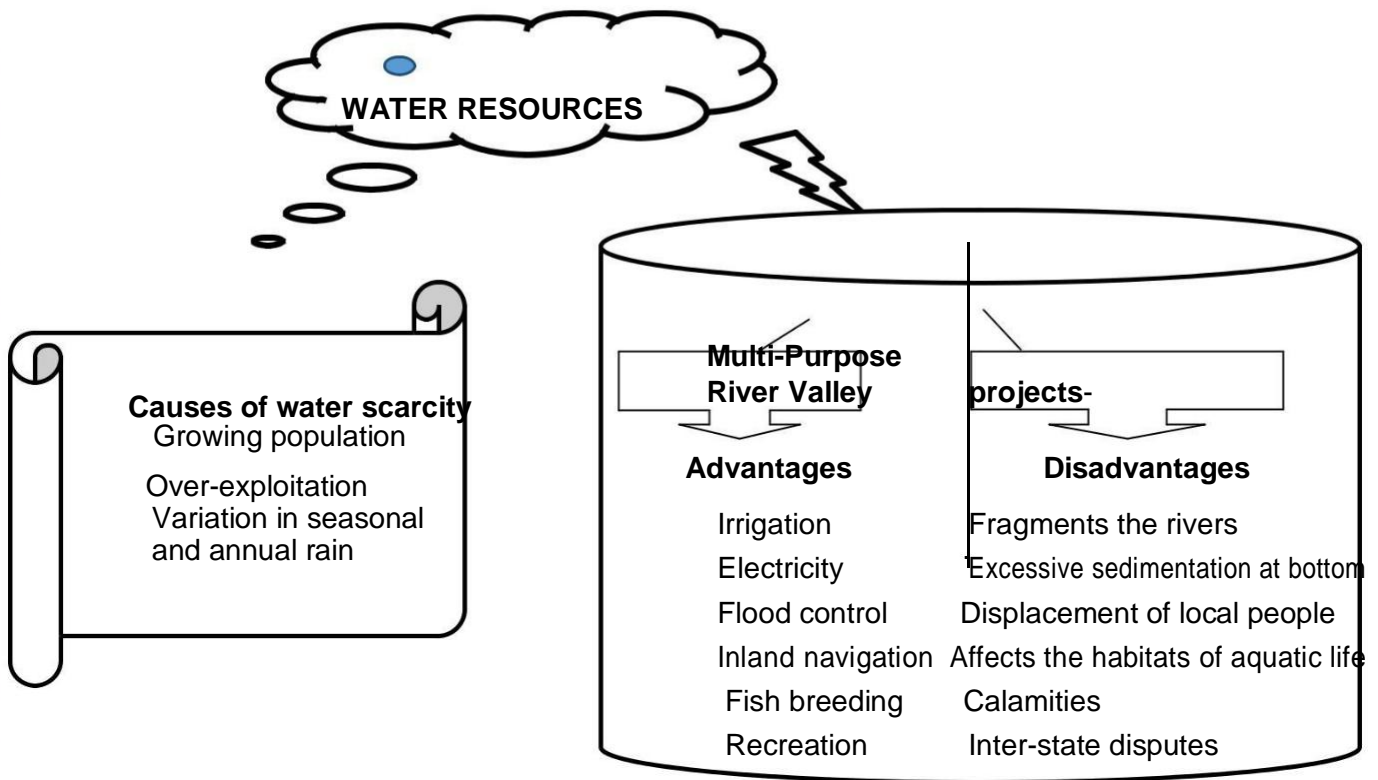 WATER RESOURCES
Causes of water scarcity
Growing population
Over-exploitation
Variation in seasonal
and annual rain
Multi-Purpose
River Valley projects-
Advantages Disadvantages
Irrigation Fragments the rivers
Electricity Excessive sedimentation at bottom
Flood control Displacement of local people
Inland navigation Affects the habitats of aquatic life
Fish breeding Calamities
Recreation Inter-state disputes